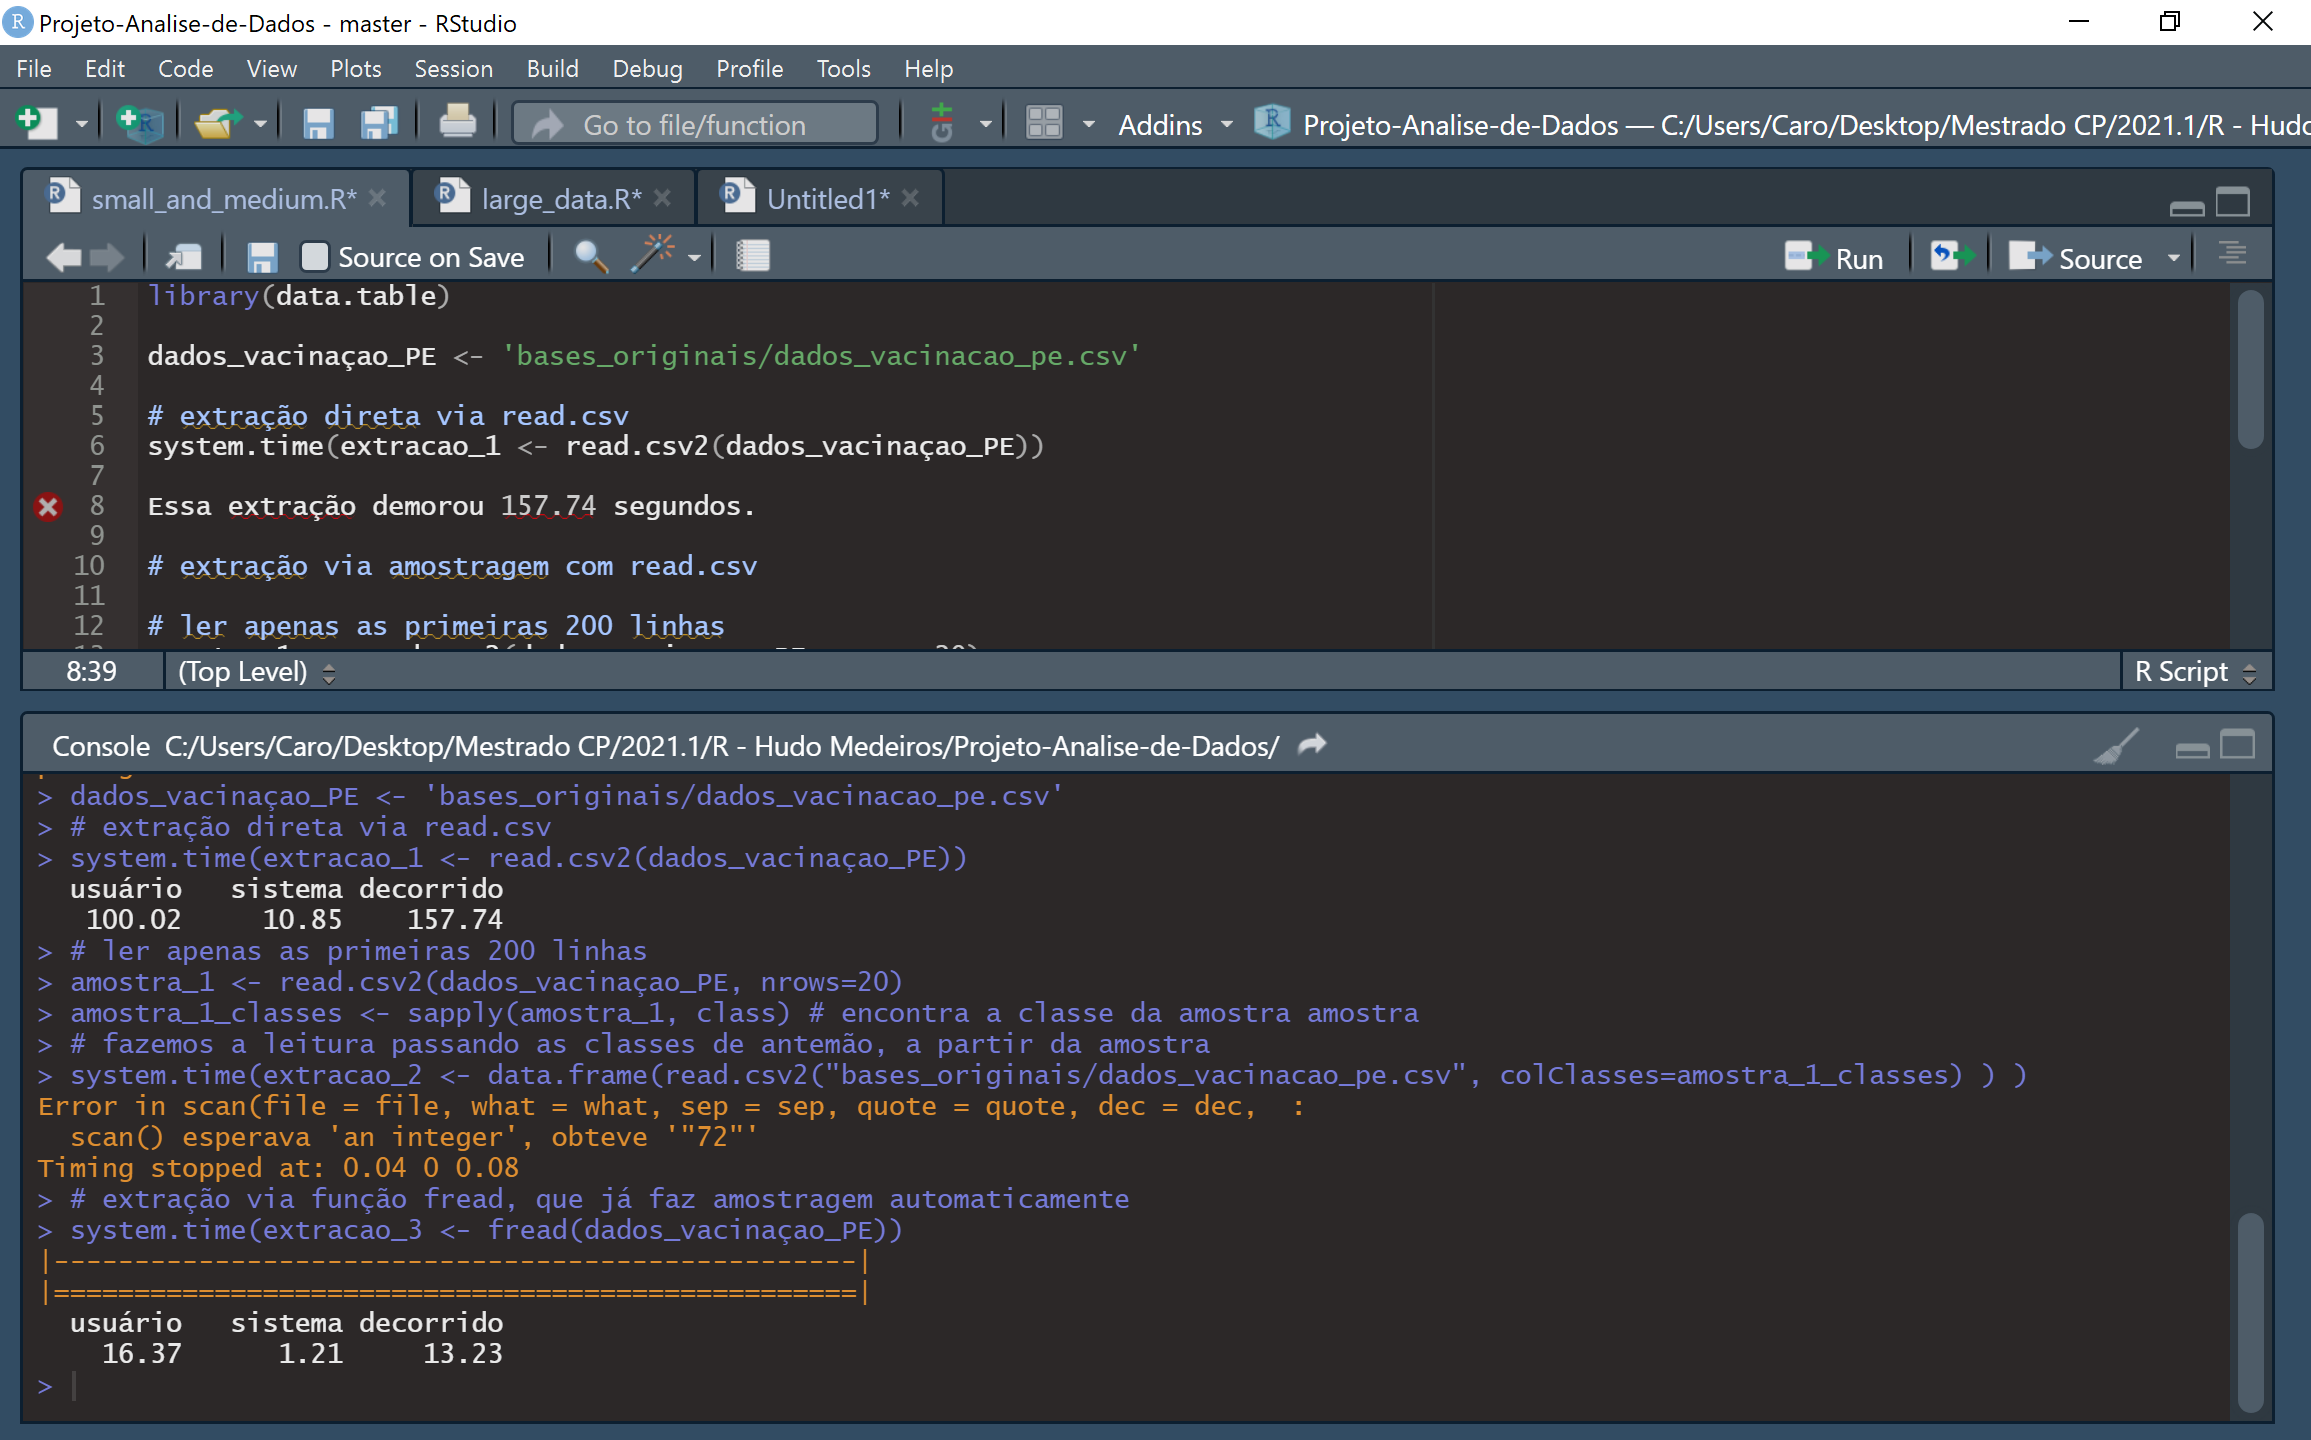 Projeto-Analise-de-Dados - master - RStudio
File Edit Code View Plots Session Build Debug Profile Tools Help
Go to file/function Addins Projeto-Analise-de-Dados — C:/Users/Caro/Desktop/Mestrado CP/2021.1/R - Hudo
small_and_medium.R* large_data.R* Untitled1*
Source on Save Run Source
1 library(data.table)
2
3 dados_vacinaçao_PE <- 'bases_originais/dados_vacinacao_pe.csv'
4
5 # extração direta via read.csv
6 system.time(extracao_1 <- read.csv2(dados_vacinaçao_PE))
7
8 Essa extração demorou 157.74 segundos.
9
10 # extração via amostragem com read.csv
11
12 # ler apenas as primeiras 200 linhas
8:39 (Top Level) R Script
Console C:/Users/Caro/Desktop/Mestrado CP/2021.1/R - Hudo Medeiros/Projeto-Analise-de-Dados/
> dados_vacinaçao_PE <- 'bases_originais/dados_vacinacao_pe.csv'
> # extração direta via read.csv
> system.time(extracao_1 <- read.csv2(dados_vacinaçao_PE))
usuário sistema decorrido
100.02 10.85 157.74
> # ler apenas as primeiras 200 linhas
> amostra_1 <- read.csv2(dados_vacinaçao_PE, nrows=20)
> amostra_1_classes <- sapply(amostra_1, class) # encontra a classe da amostra amostra
> # fazemos a leitura passando as classes de antemão, a partir da amostra
> system.time(extracao_2 <- data.frame(read.csv2("bases_originais/dados_vacinacao_pe.csv", colClasses=amostra_1_classes) ) )
Error in scan(file = file, what = what, sep = sep, quote = quote, dec = dec,  :
scan() esperava 'an integer', obteve '"72"'
Timing stopped at: 0.04 0 0.08
> # extração via função fread, que já faz amostragem automaticamente
> system.time(extracao_3 <- fread(dados_vacinaçao_PE))
|--------------------------------------------------|
|==================================================|
usuário sistema decorrido
16.37 1.21 13.23
>